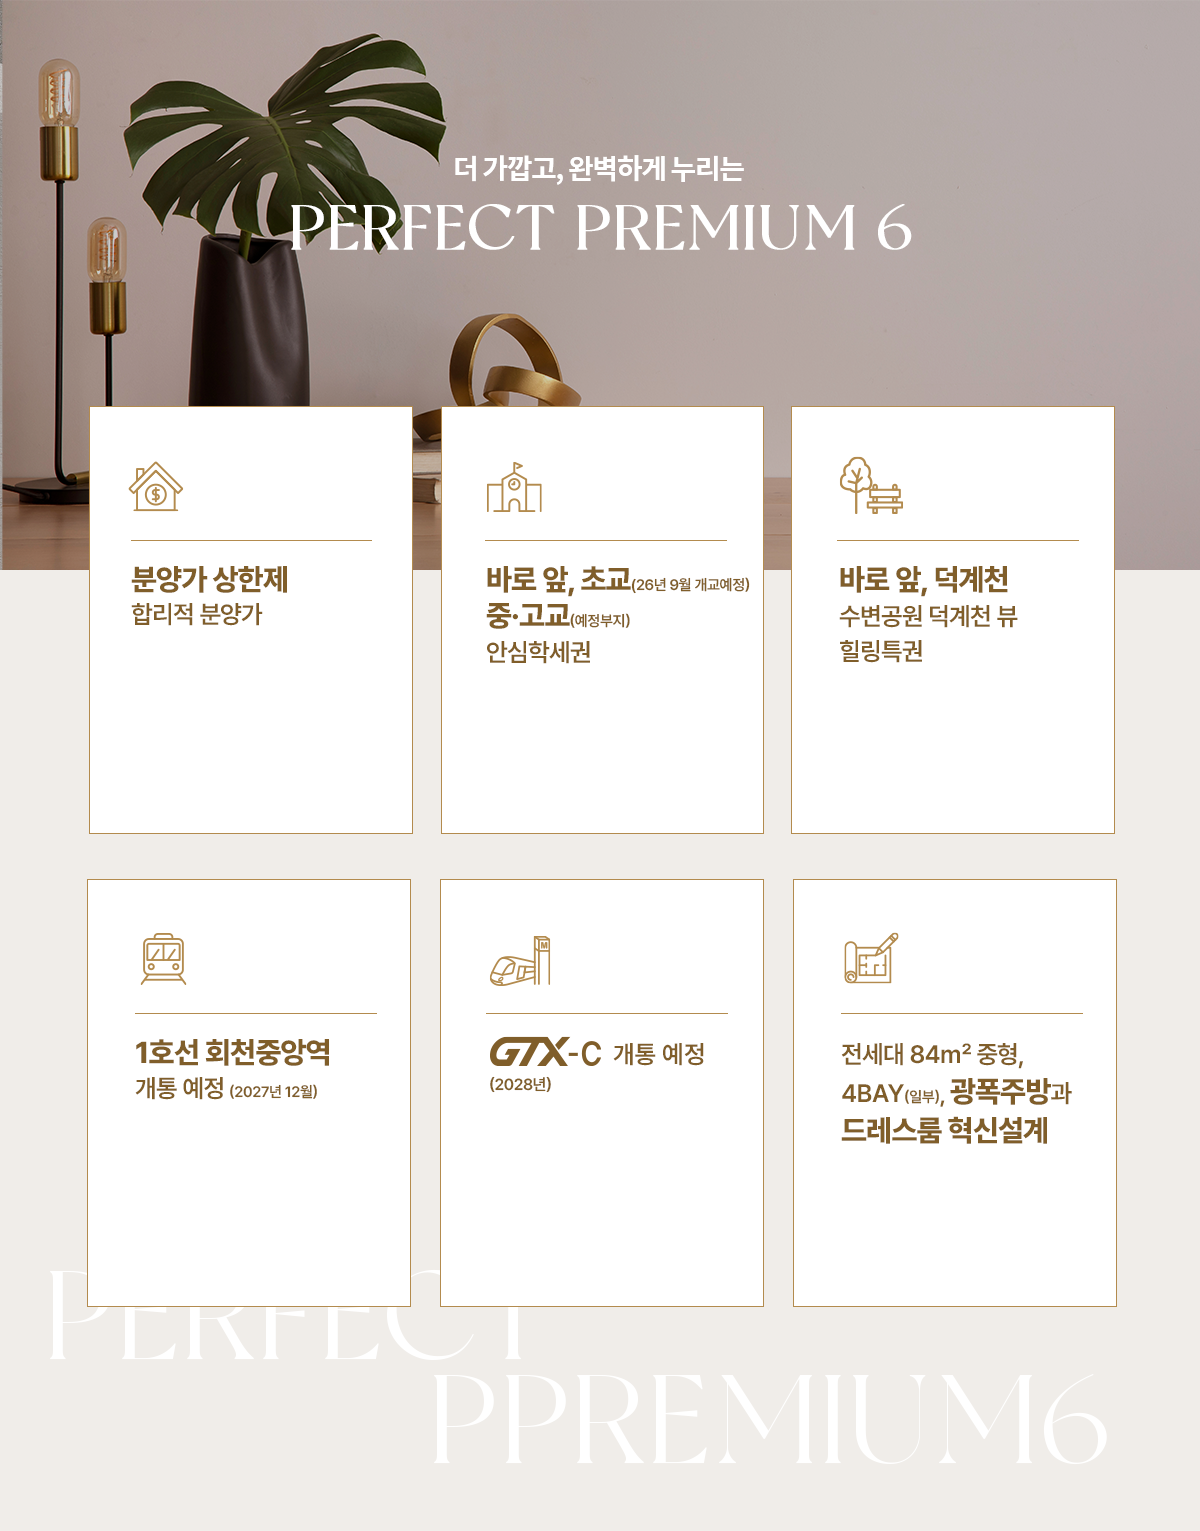 더 가깝고, 완벽하게 누리는
PERFECT PREMIUM 6
분양가 상한제
합리적 분양가
바로 앞, 초교(26년 9월 개교예정)
중·고교(예정부지)
안심학세권
바로 앞, 덕계천
수변공원 덕계천 뷰
힐링특권
1호선 회천중앙역
개통 예정 (2027년 12월)
M
GTX-C 개통 예정
(2028년)
전세대 84m² 중형,
4BAY(일부), 광폭주방과
드레스룸 혁신설계
PERFECT
PPREMIUM6